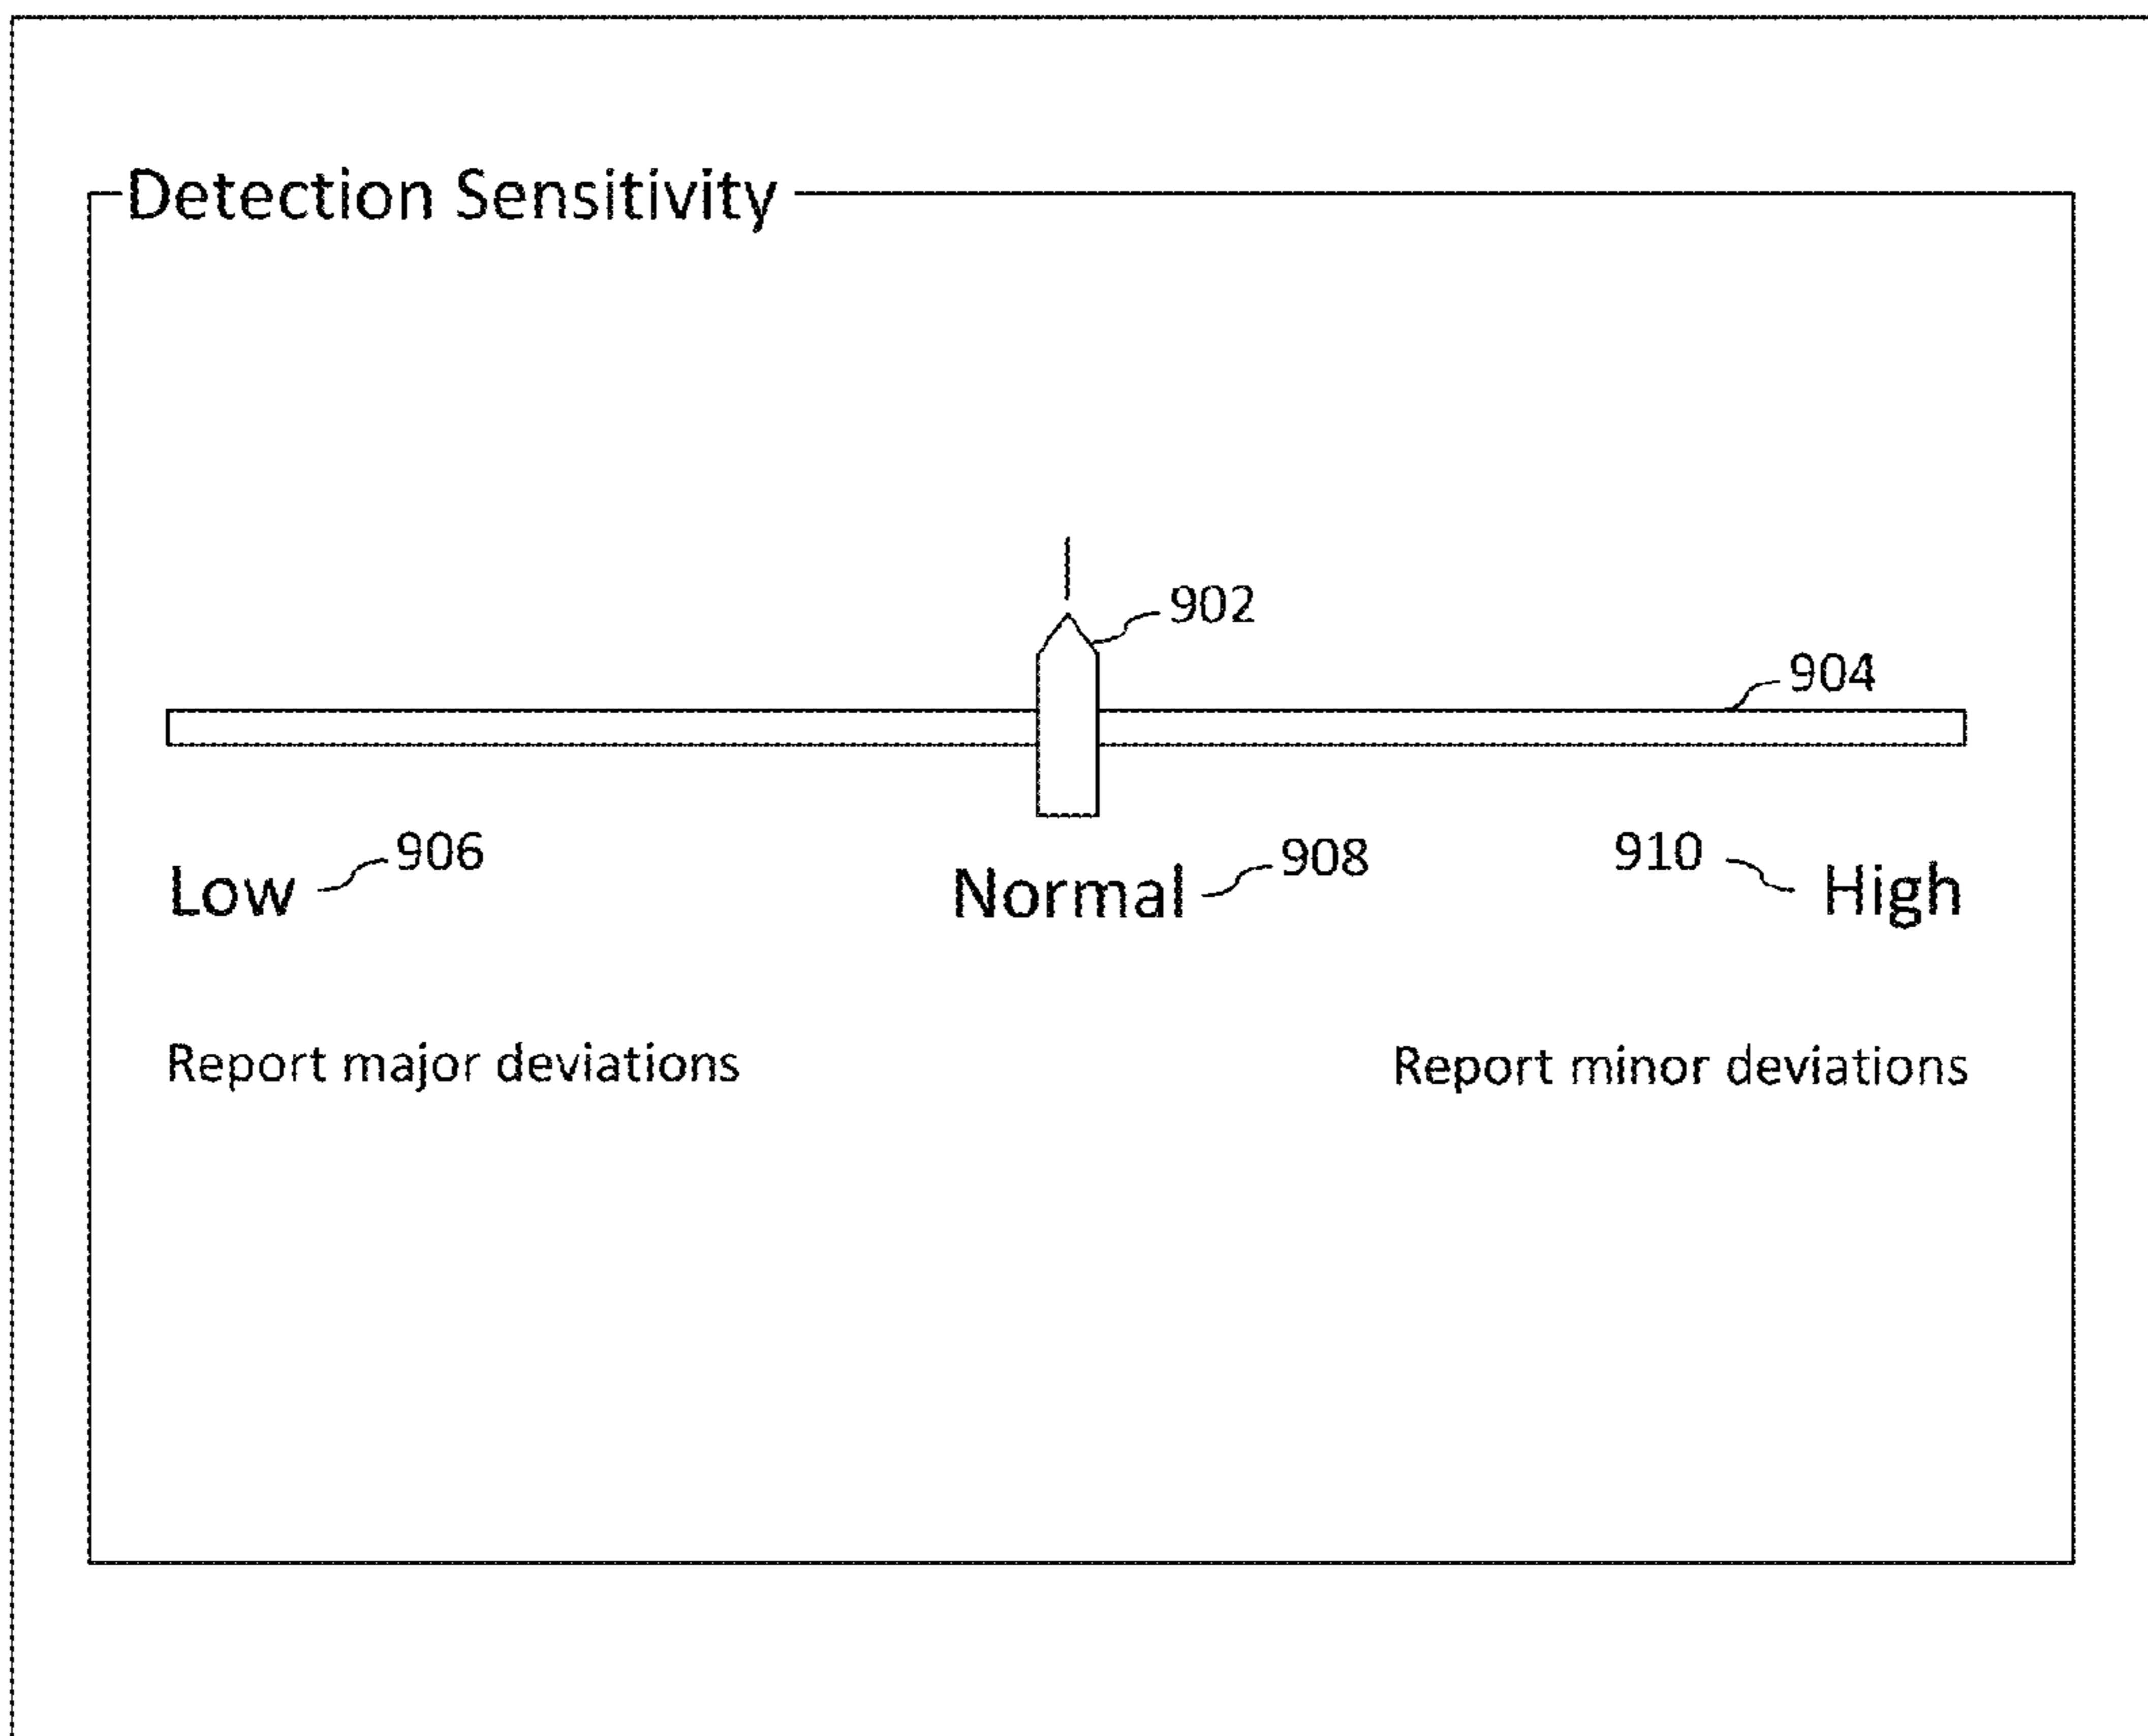 Detection Sensitivity
902
904
906
908
910
Low
Normal
High
Report major deviations
Report minor deviations